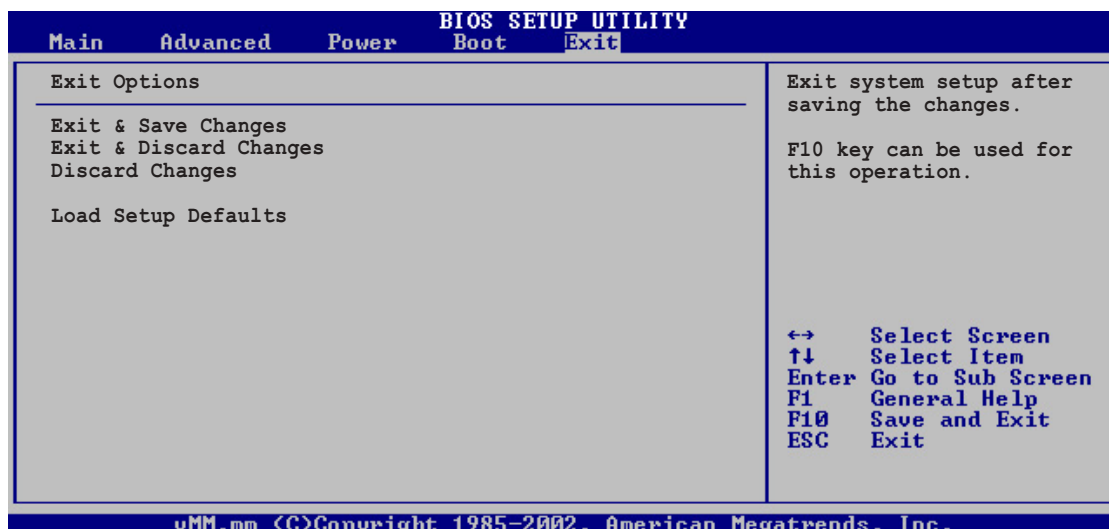 BIOS SETUP UTILITY
Main Advanced Power Boot Exit
Exit Options
Exit & Save Changes
Exit & Discard Changes
Discard Changes
Load Setup Defaults
Exit system setup after
saving the changes.
F10 key can be used for
this operation.
←→ Select Screen
↑↓ Select Item
Enter Go to Sub Screen
F1 General Help
F10 Save and Exit
ESC Exit
vMM.mm (C)Copyright 1985-2002, American Megatrends, Inc.